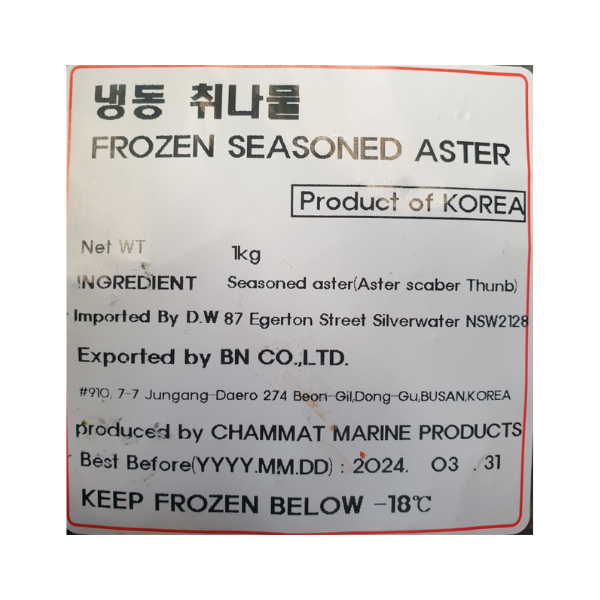 냉동 취나물
FROZEN SEASONED ASTER
Product of KOREA
Net WT 1kg
INGREDIENT Seasoned aster(Aster scaber Thunb)
Imported By D.W 87 Egerton Street Silverwater NSW2128
Exported by BN CO.,LTD.
#910, 7-7 Jungang-Daero 274 Beon-Gil,Dong-Gu,BUSAN,KOREA
produced by CHAMMAT MARINE PRODUCTS
Best Before(YYYY.MM.DD) : 2024. 03 .31
KEEP FROZEN BELOW -18℃